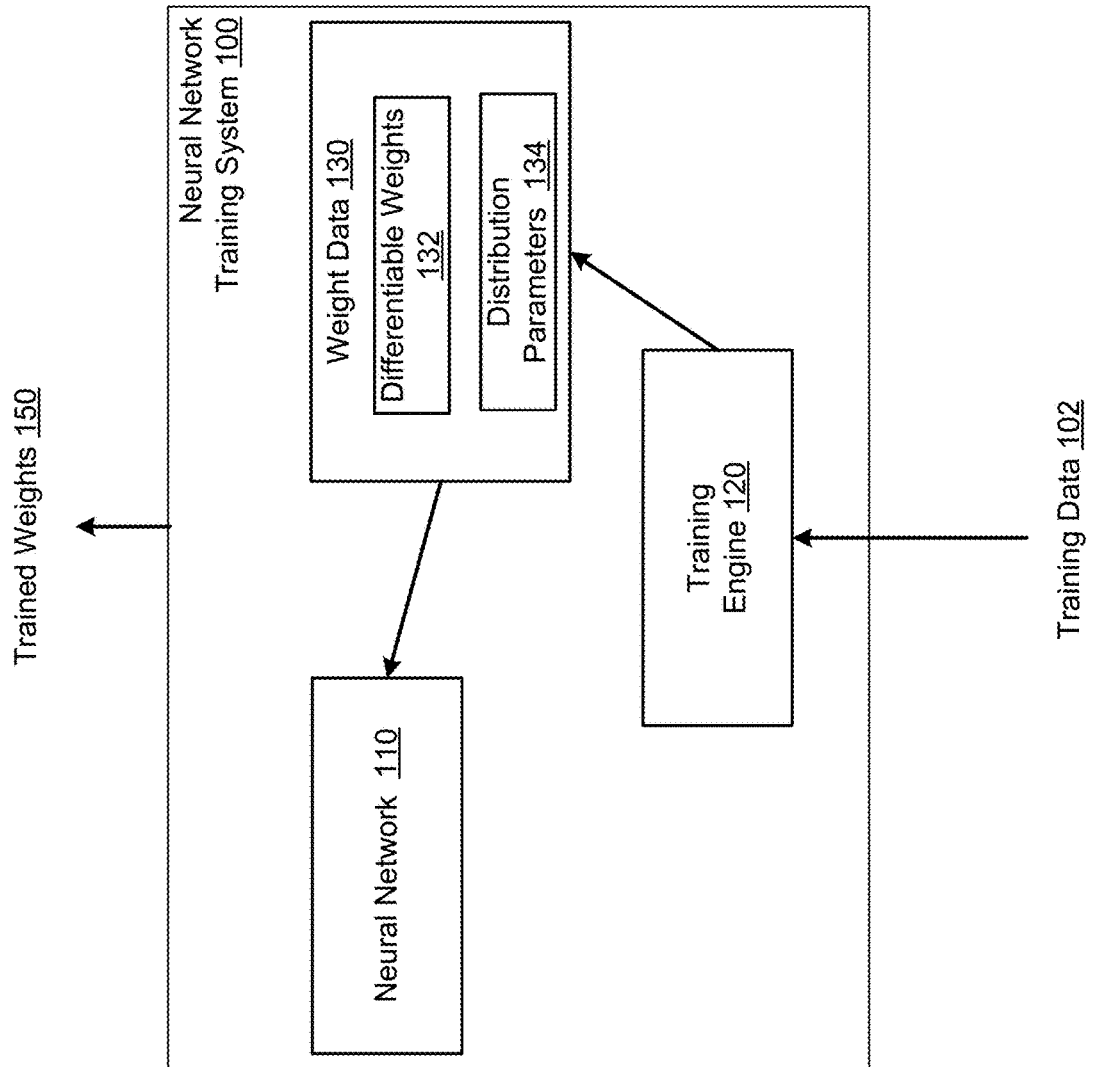 Neural Network
Training System 100
Weight Data 130
Differentiable Weights
132
Distribution
Parameters 134
Neural Network 110
Training
Engine 120
Trained Weights 150
Training Data 102